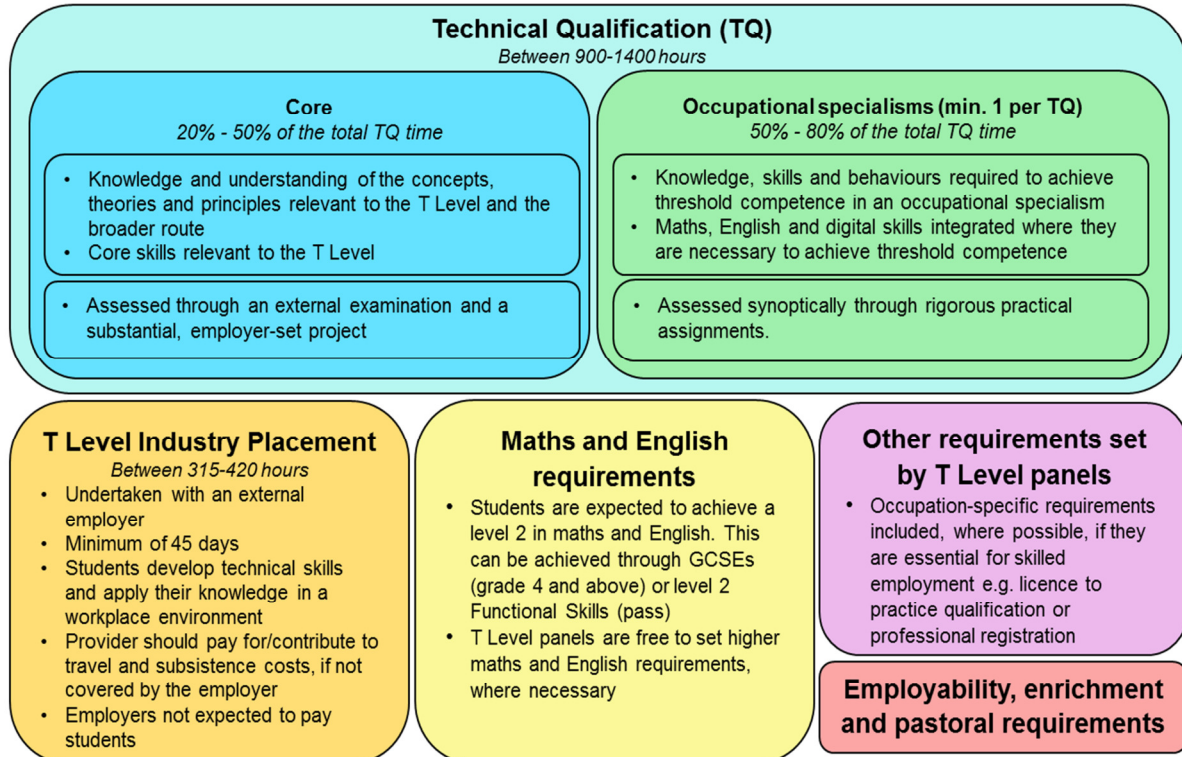 Technical Qualification (TQ)
Between 900-1400 hours
Core
20% - 50% of the total TQ time
• Knowledge and understanding of the concepts,
theories and principles relevant to the T Level and the
broader route
• Core skills relevant to the T Level
• Assessed through an external examination and a
substantial, employer-set project
Occupational specialisms (min. 1 per TQ)
50% - 80% of the total TQ time
• Knowledge, skills and behaviours required to achieve
threshold competence in an occupational specialism
• Maths, English and digital skills integrated where they
are necessary to achieve threshold competence
• Assessed synoptically through rigorous practical
assignments.
T Level Industry Placement
Between 315-420 hours
• Undertaken with an external
employer
• Minimum of 45 days
• Students develop technical skills
and apply their knowledge in a
workplace environment
• Provider should pay for/contribute to
travel and subsistence costs, if not
covered by the employer
• Employers not expected to pay
students
Maths and English
requirements
• Students are expected to achieve a
level 2 in maths and English. This
can be achieved through GCSEs
(grade 4 and above) or level 2
Functional Skills (pass)
• T Level panels are free to set higher
maths and English requirements,
where necessary
Other requirements set
by T Level panels
• Occupation-specific requirements
included, where possible, if they
are essential for skilled
employment e.g. licence to
practice qualification or
professional registration
Employability, enrichment
and pastoral requirements